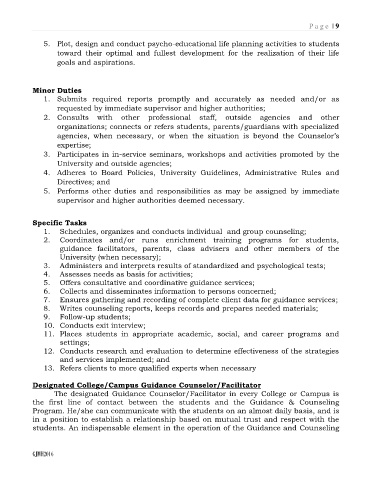 P a g e | 9
5. Plot, design and conduct psycho-educational life planning activities to students
toward their optimal and fullest development for the realization of their life
goals and aspirations.
Minor Duties
1. Submits required reports promptly and accurately as needed and/or as
requested by immediate supervisor and higher authorities;
2. Consults with other professional staff, outside agencies and other
organizations; connects or refers students, parents/guardians with specialized
agencies, when necessary, or when the situation is beyond the Counselor's
expertise;
3. Participates in in-service seminars, workshops and activities promoted by the
University and outside agencies;
4. Adheres to Board Policies, University Guidelines, Administrative Rules and
Directives; and
5. Performs other duties and responsibilities as may be assigned by immediate
supervisor and higher authorities deemed necessary.
Specific Tasks
1. Schedules, organizes and conducts individual and group counseling;
2. Coordinates and/or runs enrichment training programs for students,
guidance facilitators, parents, class advisers and other members of the
University (when necessary);
3. Administers and interprets results of standardized and psychological tests;
4. Assesses needs as basis for activities;
5. Offers consultative and coordinative guidance services;
6. Collects and disseminates information to persons concerned;
7. Ensures gathering and recording of complete client data for guidance services;
8. Writes counseling reports, keeps records and prepares needed materials;
9. Follow-up students;
10. Conducts exit interview;
11. Places students in appropriate academic, social, and career programs and
settings;
12. Conducts research and evaluation to determine effectiveness of the strategies
and services implemented; and
13. Refers clients to more qualified experts when necessary
Designated College/Campus Guidance Counselor/Facilitator
The designated Guidance Counselor/Facilitator in every College or Campus is
the first line of contact between the students and the Guidance & Counseling
Program. He/she can communicate with the students on an almost daily basis, and is
in a position to establish a relationship based on mutual trust and respect with the
students. An indispensable element in the operation of the Guidance and Counseling